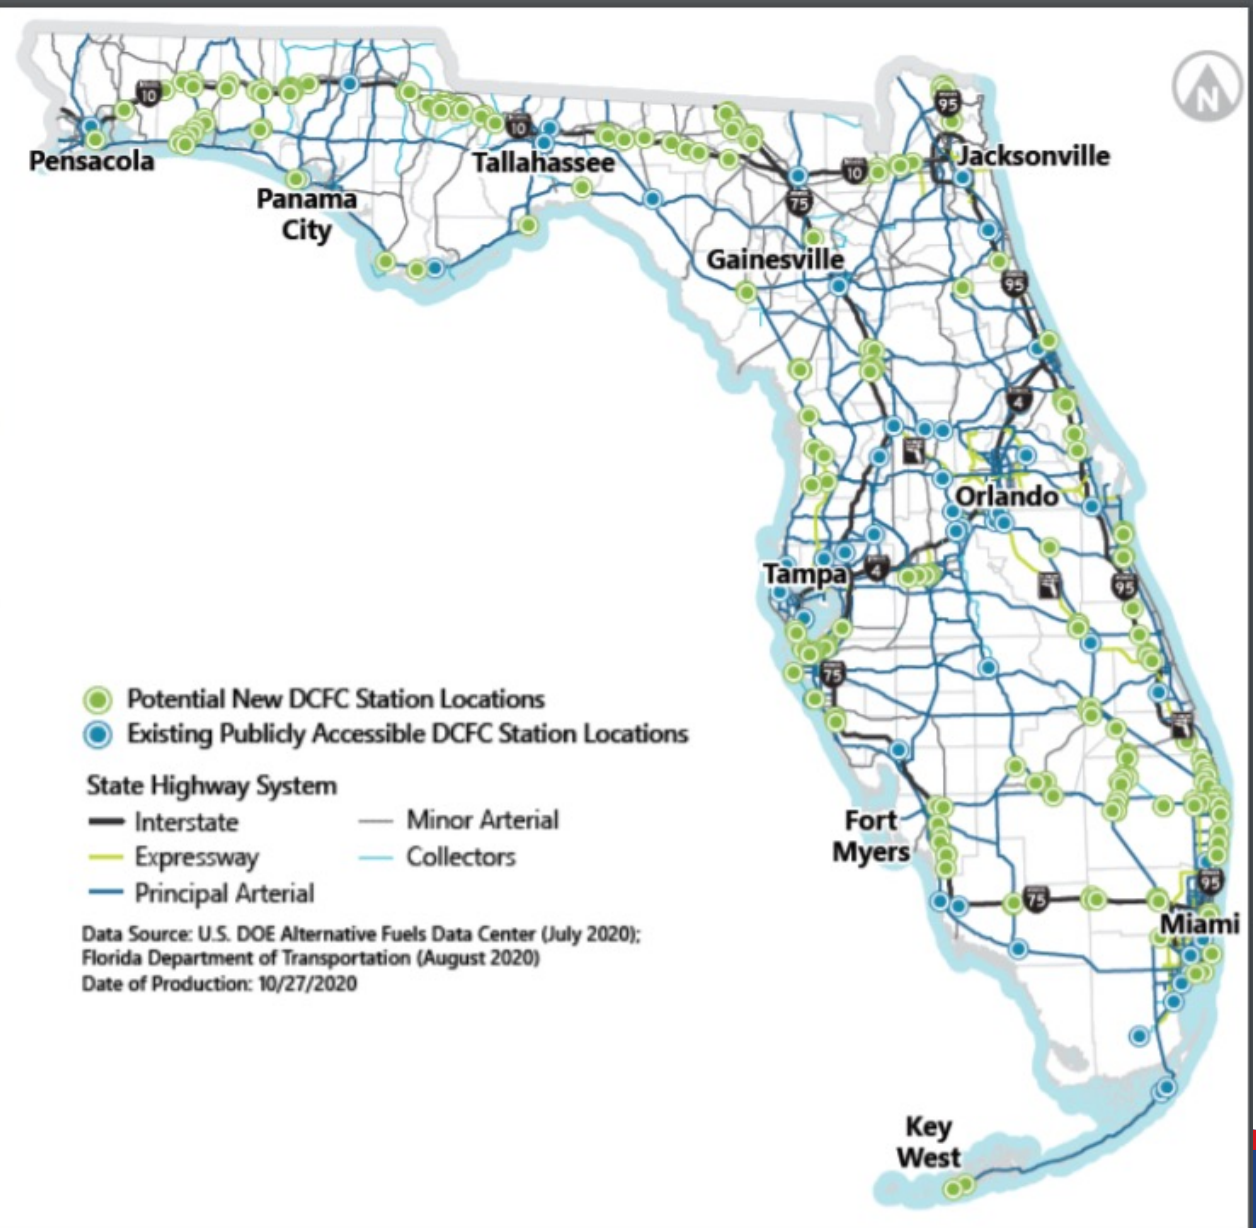 N
95
10
Jacksonville
10
Pensacola
Tallahassee
10
75
Panama
City
Gainesville
95
4
Orlando
Tampa
4
95
75
Potential New DCFC Station Locations
Existing Publicly Accessible DCFC Station Locations
State Highway System
Interstate
Minor Arterial
Expressway
Collectors
Principal Arterial
Fort
Myers
95
75
Miami
Data Source: U.S. DOE Alternative Fuels Data Center (July 2020);
Florida Department of Transportation (August 2020)
Date of Production: 10/27/2020
Key
West